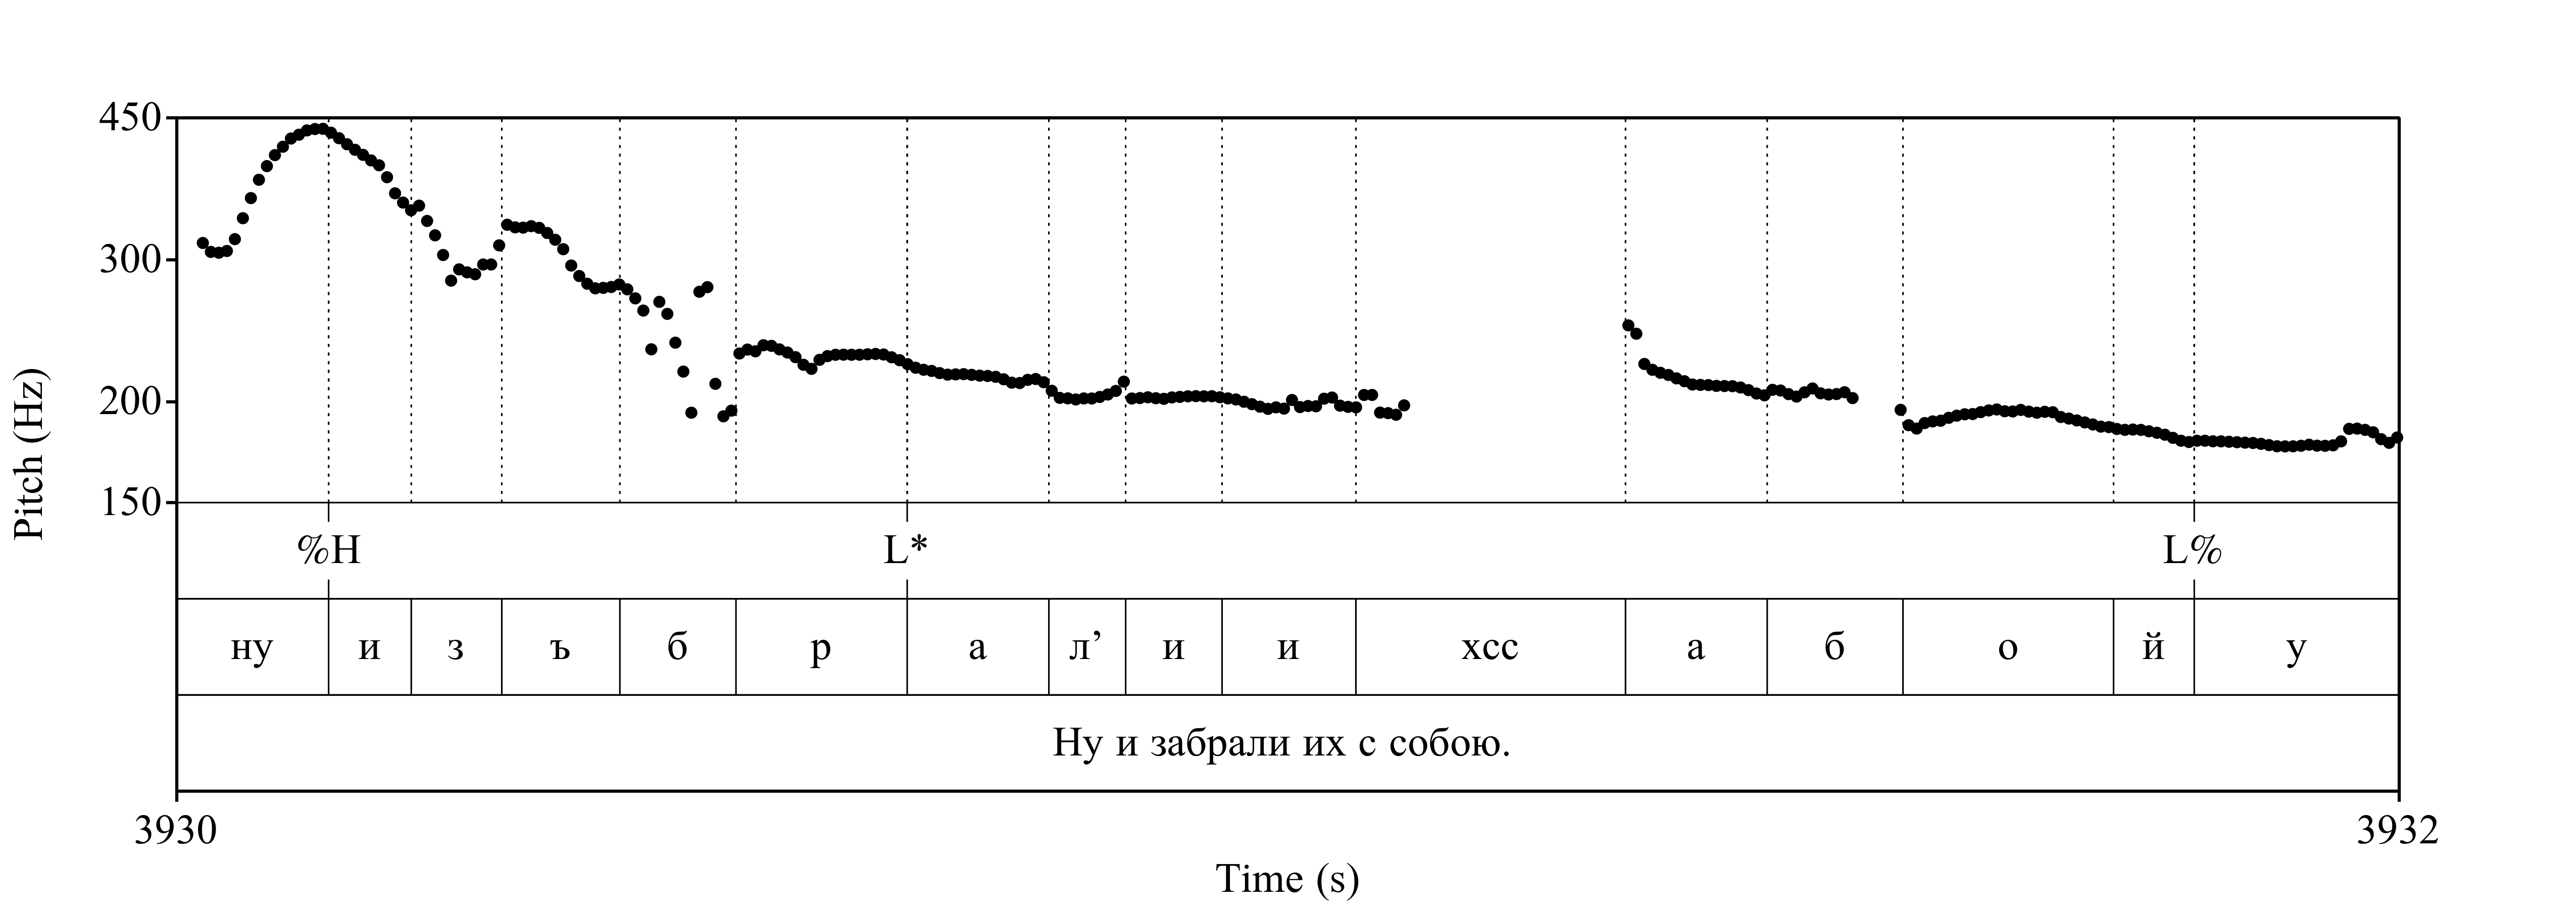 450
300
200
150
Pitch (Hz)
%H L* L%
ну и з ъ б р а л’ и и хсс а б о й у
Ну и забрали их с собою.
3930 3932
Time (s)